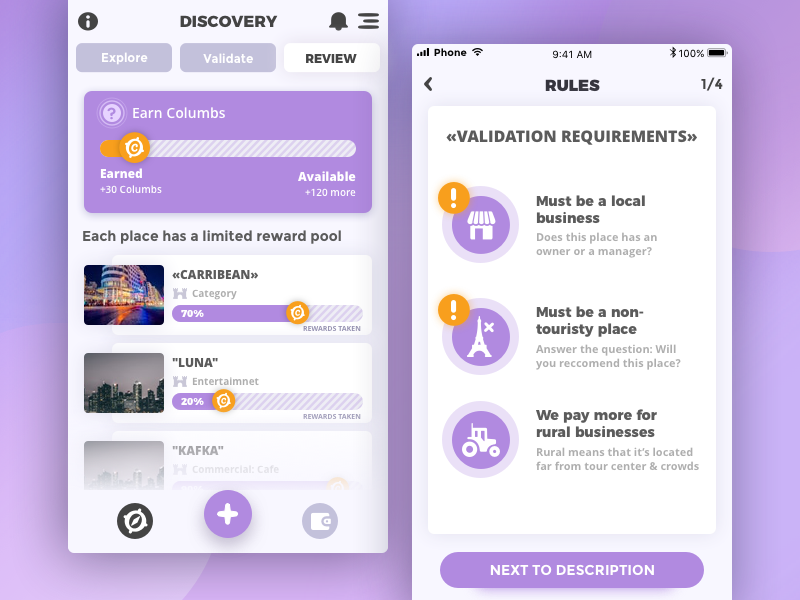 DISCOVERY
Explore
Validate
REVIEW
Earn Columbs
Earned
+30 Columbs
Available
+120 more
Each place has a limited reward pool
«CARRIBEAN»
Category
70%
REWARDS TAKEN
"LUNA"
Entertaimnet
20%
REWARDS TAKEN
"KAFKA"
Commercial: Cafe
Phone
9:41 AM
100%
RULES
1/4
«VALIDATION REQUIREMENTS»
Must be a local
business
Does this place has an
owner or a manager?
Must be a non-
touristy place
Answer the question: Will
you reccomend this place?
We pay more for
rural businesses
Rural means that it's located
far from tour center & crowds
NEXT TO DESCRIPTION